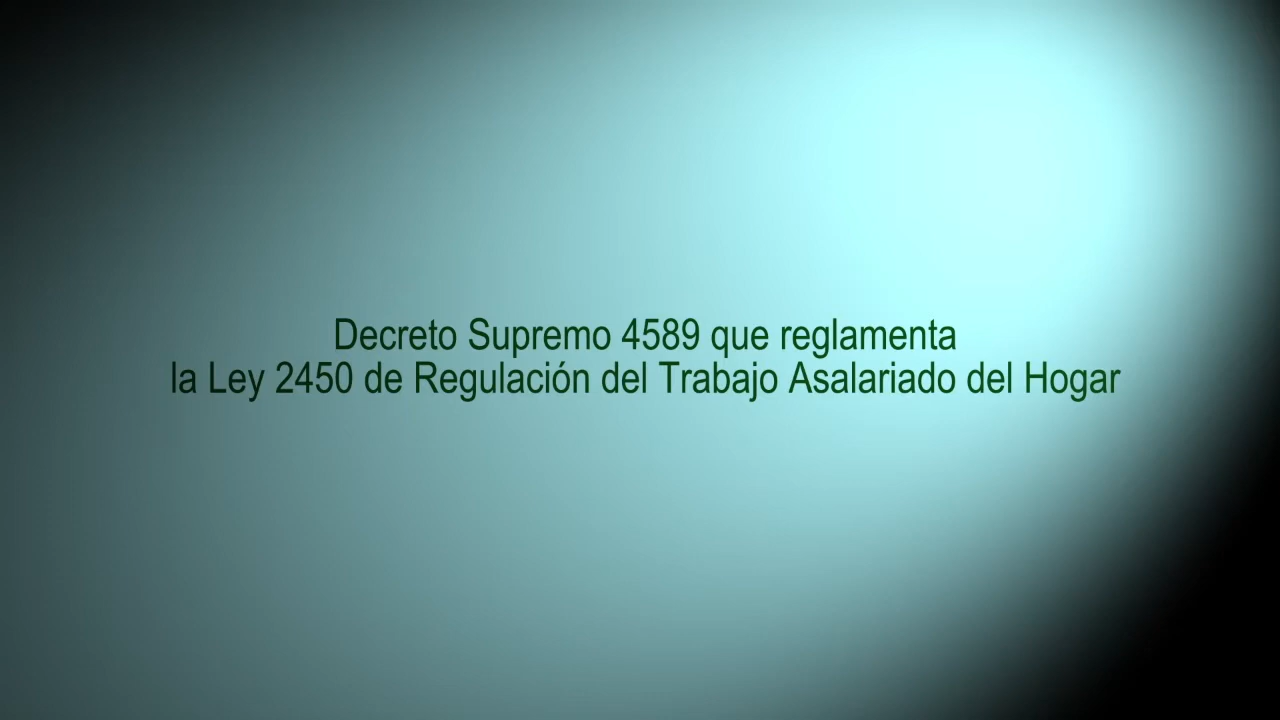 Decreto Supremo 4589 que reglamenta
la Ley 2450 de Regulación del Trabajo Asalariado del Hogar